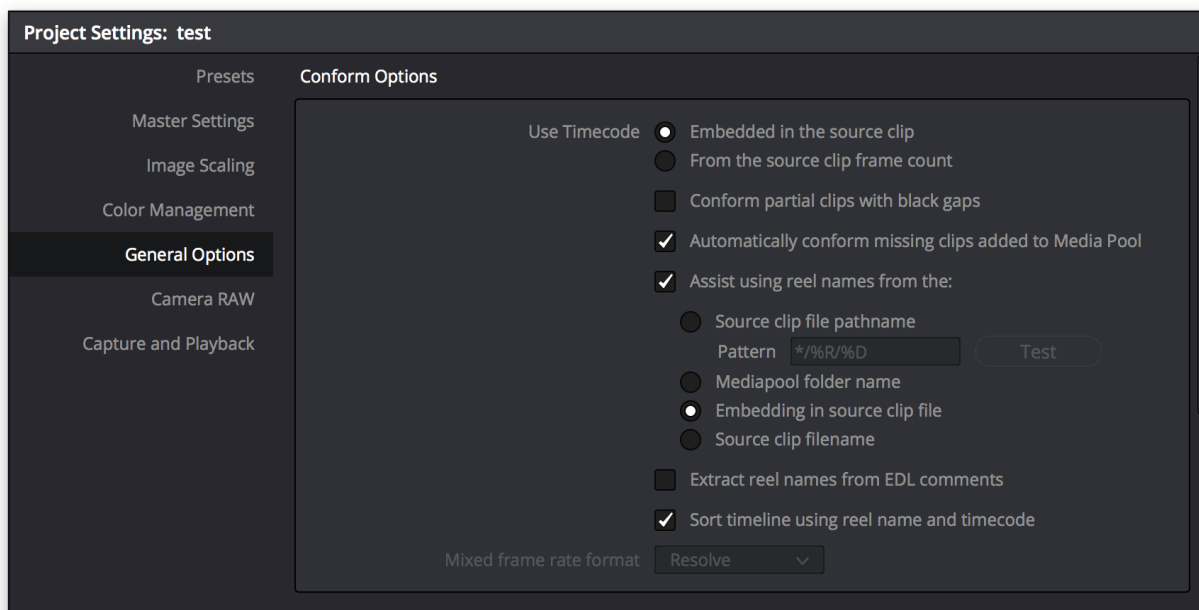 Project Settings: test
Presets
Master Settings
Image Scaling
Color Management
General Options
Camera RAW
Capture and Playback
Conform Options
Use Timecode Embedded in the source clip
From the source clip frame count
Conform partial clips with black gaps
Automatically conform missing clips added to Media Pool
Assist using reel names from the:
Source clip file pathname
Pattern */%R/%D Test
Mediapool folder name
Embedding in source clip file
Source clip filename
Extract reel names from EDL comments
Sort timeline using reel name and timecode
Mixed frame rate format Resolve